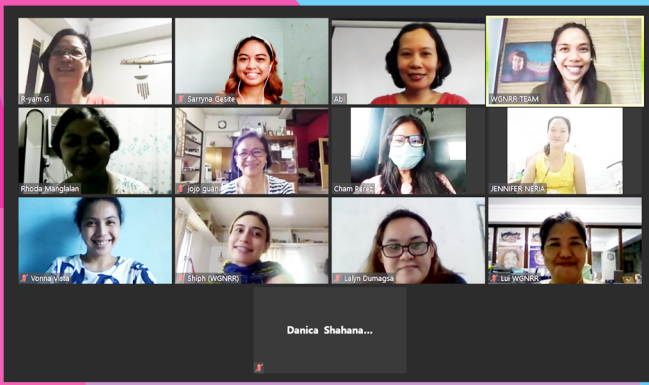 R-yam G
Sarryna Gesite
Abi
WGNRR TEAM
Rhoda Manglalan
jojo guan
Cham Perez
JENNIFER NERIA
Vonna Vista
Shiph (WGNRR)
Lalyn Dumagsa
Lui WGNRR
Danica Shahana...